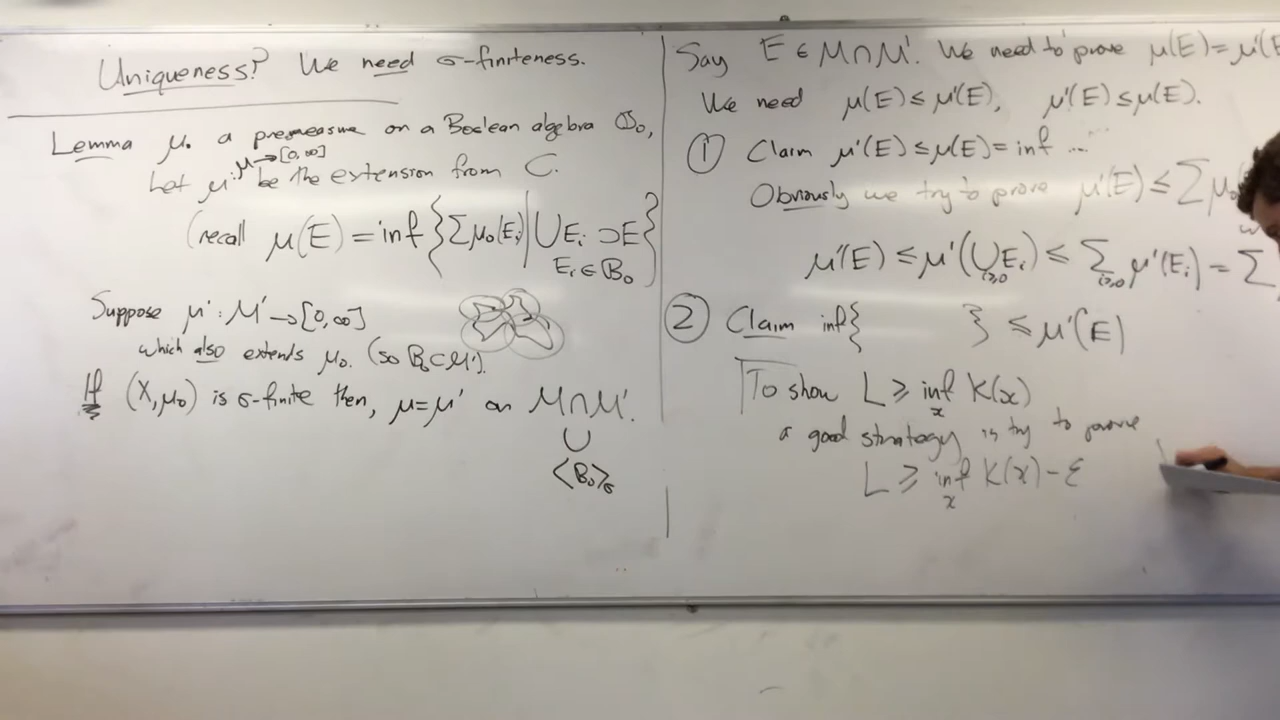 Uniqueness? We need σ-finiteness.
Lemma μ₀ a premeasure on a Boolean algebra B₀,
Let μ: M→[0,∞] be the extension from C.
(recall μ(E) = inf { Σμ₀(Eᵢ) | ⋃Eᵢ ⊃ E }
Eᵢ ∈ B₀
Suppose μ' : M' → [0,∞]
which also extends μ₀. (so B₀ ⊂ M').
If (X, μ₀) is σ-finite then, μ=μ' on M∩M'.
∪
⟨B₀⟩σ
Say E ∈ M∩M'. We need to prove μ(E) = μ'(E
We need μ(E) ≤ μ'(E), μ'(E) ≤ μ(E).
① Claim μ'(E) ≤ μ(E) = inf ...
Obviously we try to prove μ'(E) ≤ Σ μ₀(
μ'(E) ≤ μ'(⋃Eᵢ) ≤ Σ μ'(Eᵢ) = Σ
i≥0 i≥0
② Claim inf{ } ≤ μ'(E)
To show L ≥ inf K(x)
x
a good strategy is try to prove
L ≥ inf K(x) - ε
x